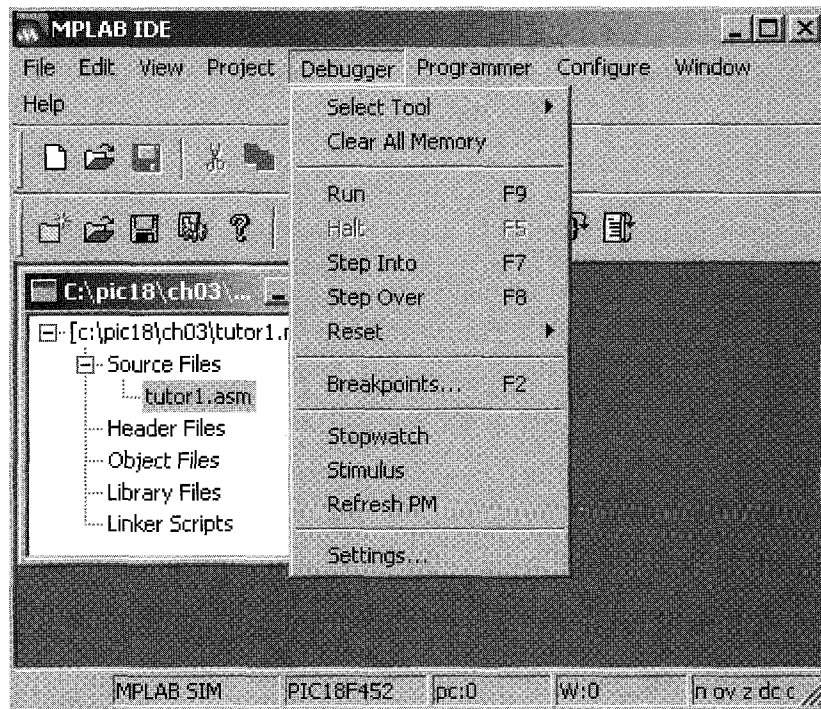 MPLAB IDE
File Edit View Project Debugger Programmer Configure Window
Help
Select Tool
Clear All Memory
Run F9
Halt F5
Step Into F7
Step Over F8
Reset
Breakpoints... F2
Stopwatch
Stimulus
Refresh PM
Settings...
C:\pic18\ch03\...
[c:\pic18\ch03\tutor1.
Source Files
tutor1.asm
Header Files
Object Files
Library Files
Linker Scripts
MPLAB SIM PIC18F452 pc:0 W:0 n ov z dc c